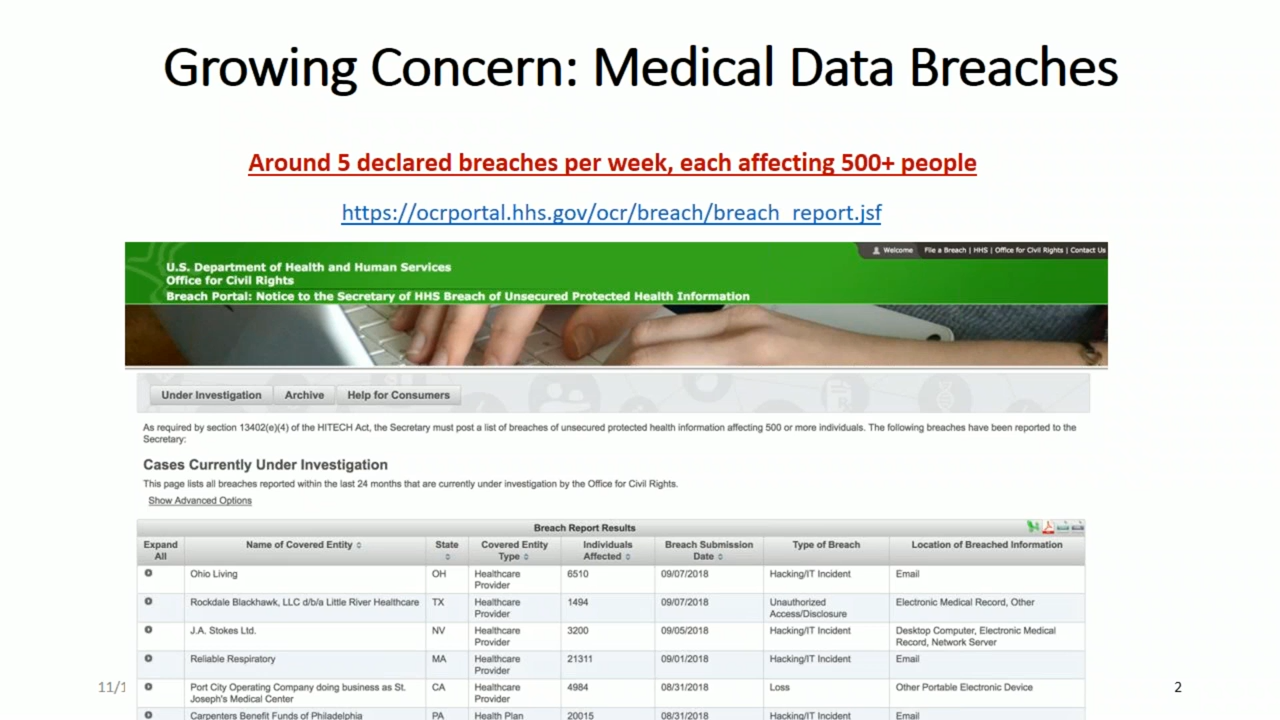 Growing Concern: Medical Data Breaches
Around 5 declared breaches per week, each affecting 500+ people
https://ocrportal.hhs.gov/ocr/breach/breach_report.jsf
Welcome File a Breach | HHS | Office for Civil Rights | Contact Us
U.S. Department of Health and Human Services
Office for Civil Rights
Breach Portal: Notice to the Secretary of HHS Breach of Unsecured Protected Health Information
Under Investigation Archive Help for Consumers
As required by section 13402(e)(4) of the HITECH Act, the Secretary must post a list of breaches of unsecured protected health information affecting 500 or more individuals. The following breaches have been reported to the
Secretary:
Cases Currently Under Investigation
This page lists all breaches reported within the last 24 months that are currently under investigation by the Office for Civil Rights.
Show Advanced Options
Breach Report Results
Expand Name of Covered Entity State Covered Entity Individuals Breach Submission Type of Breach Location of Breached Information
All Type Affected Date
Ohio Living OH Healthcare 6510 09/07/2018 Hacking/IT Incident Email
Provider
Rockdale Blackhawk, LLC d/b/a Little River Healthcare TX Healthcare 1494 09/07/2018 Unauthorized Electronic Medical Record, Other
Provider Access/Disclosure
J.A. Stokes Ltd. NV Healthcare 3200 09/05/2018 Hacking/IT Incident Desktop Computer, Electronic Medical
Provider Record, Network Server
Reliable Respiratory MA Healthcare 21311 09/01/2018 Hacking/IT Incident Email
Provider
Port City Operating Company doing business as St. CA Healthcare 4984 08/31/2018 Loss Other Portable Electronic Device
Joseph's Medical Center Provider
11/1 2
Carpenters Benefit Funds of Philadelphia PA Health Plan 20015 08/31/2018 Hacking/IT Incident Email